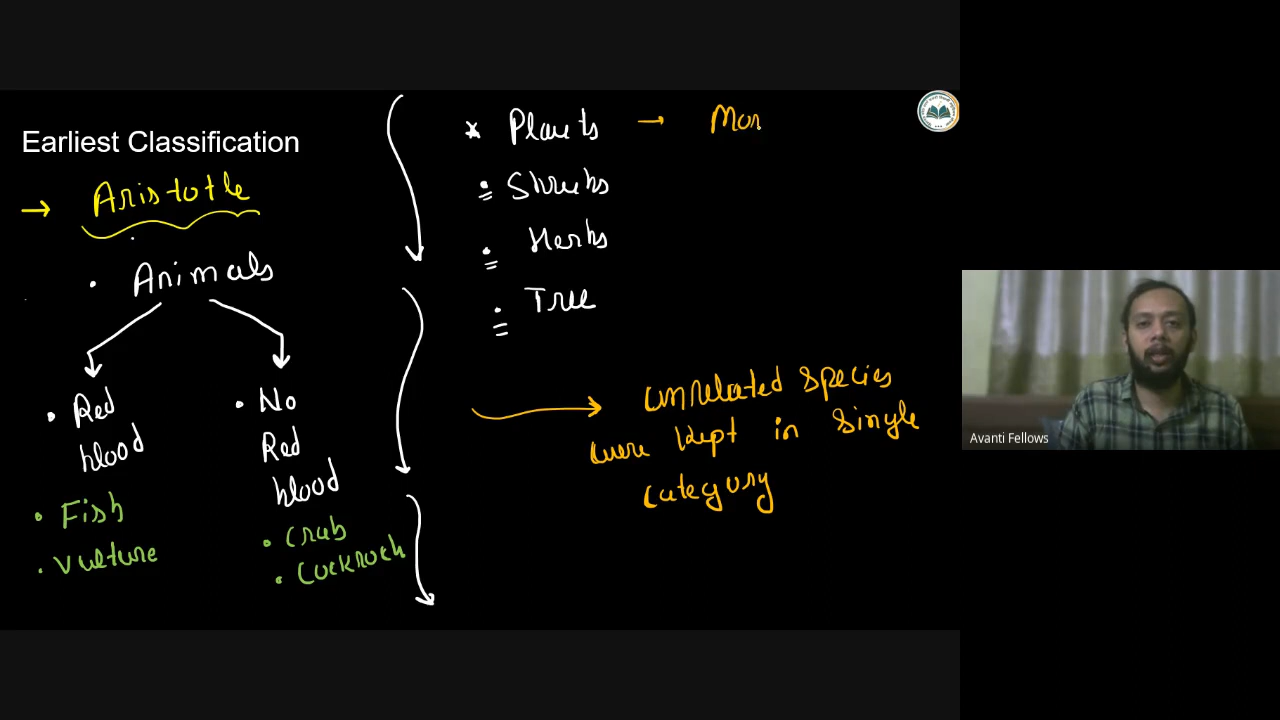 Earliest Classification
→ Aristotle
• Animals
• Red
blood
• Fish
• Vulture
• No
Red
blood
• Crab
• Cockroch
* Plants → Mor
• Shrubs
• Herbs
• Tree
→ unrelated species
were kept in single
category
Avanti Fellows